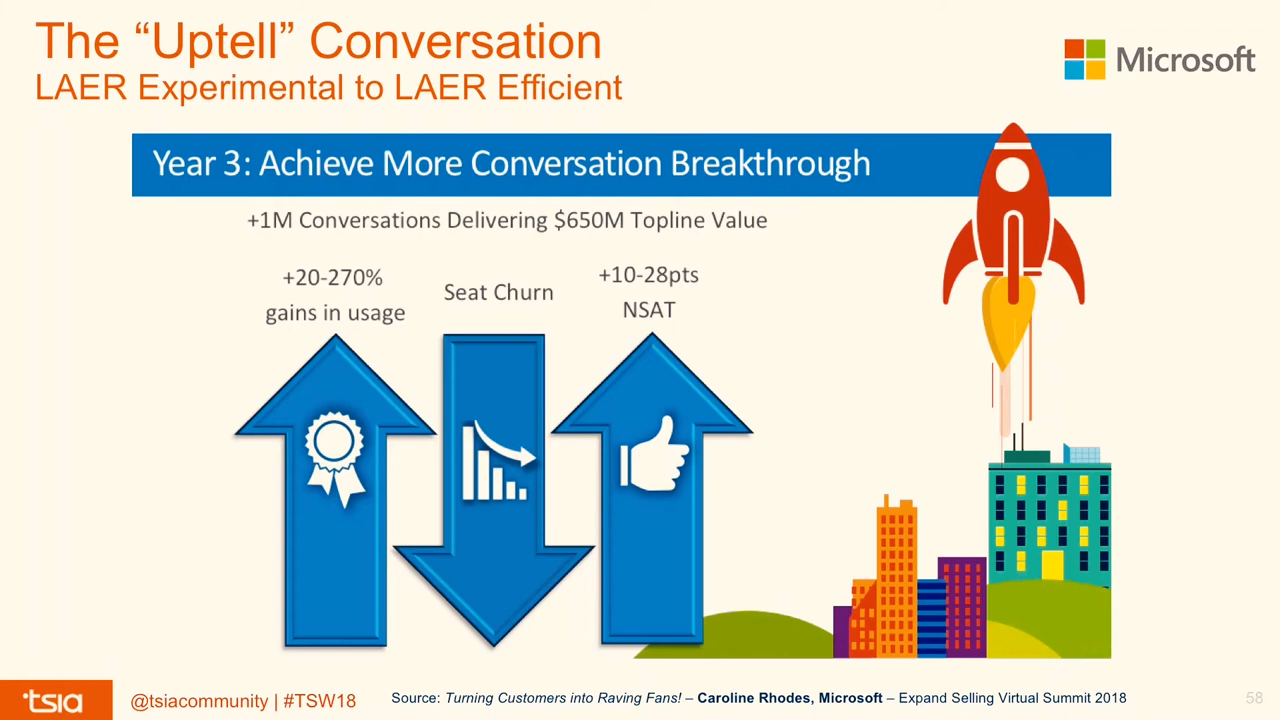 The “Uptell” Conversation
LAER Experimental to LAER Efficient
Microsoft
Year 3: Achieve More Conversation Breakthrough
+1M Conversations Delivering $650M Topline Value
+20-270%
gains in usage
Seat Churn
+10-28pts
NSAT
tsia
@tsiacommunity | #TSW18
Source: Turning Customers into Raving Fans! – Caroline Rhodes, Microsoft – Expand Selling Virtual Summit 2018
58